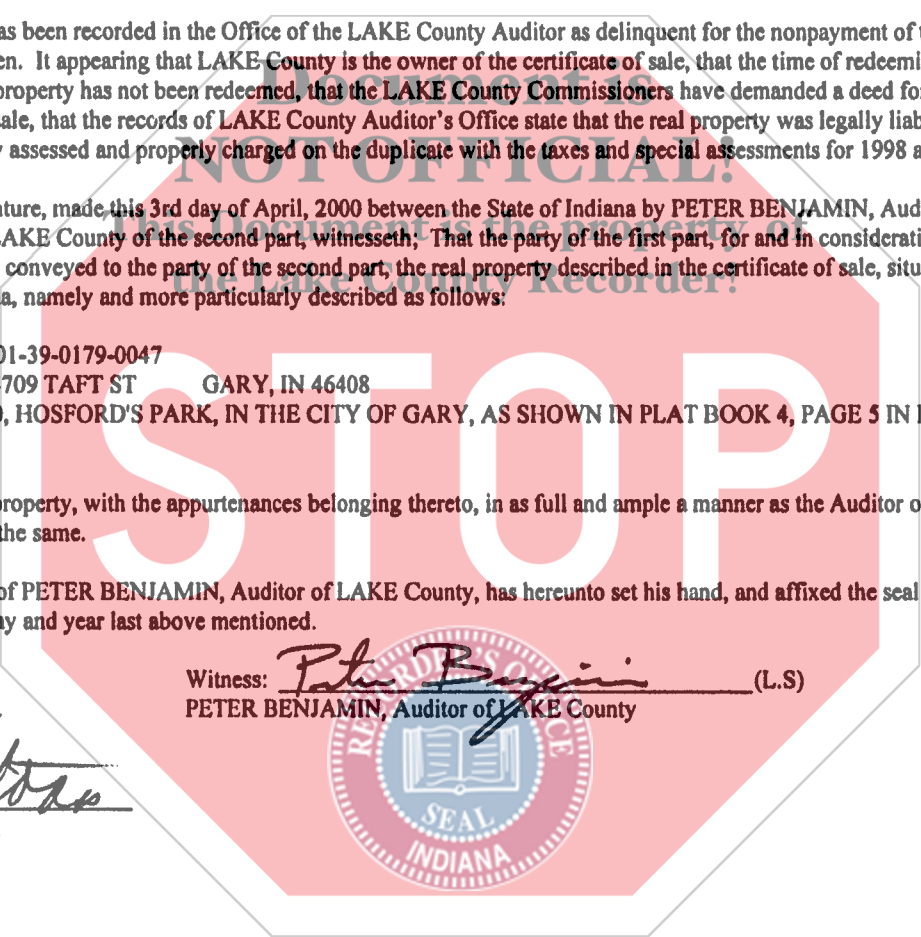 as been recorded in the Office of the LAKE County Auditor as delinquent for the nonpayment of
en. It appearing that LAKE County is the owner of the certificate of sale, that the time of redeemi
property has not been redeemed, that the LAKE County Commissioners have demanded a deed for
sale, that the records of LAKE County Auditor's Office state that the real property was legally liab
y assessed and properly charged on the duplicate with the taxes and special assessments for 1998 a
Document is
NOT OFFICIAL!
This Document is the property of
the Lake County Recorder!
nture, made this 3rd day of April, 2000 between the State of Indiana by PETER BENJAMIN, Aud
LAKE County of the second part, witnesseth; That the party of the first part, for and in considerati
conveyed to the party of the second part, the real property described in the certificate of sale, situ
a, namely and more particularly described as follows:
01-39-0179-0047
709 TAFT ST GARY, IN 46408
, HOSFORD'S PARK, IN THE CITY OF GARY, AS SHOWN IN PLAT BOOK 4, PAGE 5 IN
STOP
property, with the appurtenances belonging thereto, in as full and ample a manner as the Auditor o
the same.
of PETER BENJAMIN, Auditor of LAKE County, has hereunto set his hand, and affixed the seal
y and year last above mentioned.
Witness: Peter Benjamin (L.S)
PETER BENJAMIN, Auditor of LAKE County
RECORDER'S OFFICE
SEAL
INDIANA